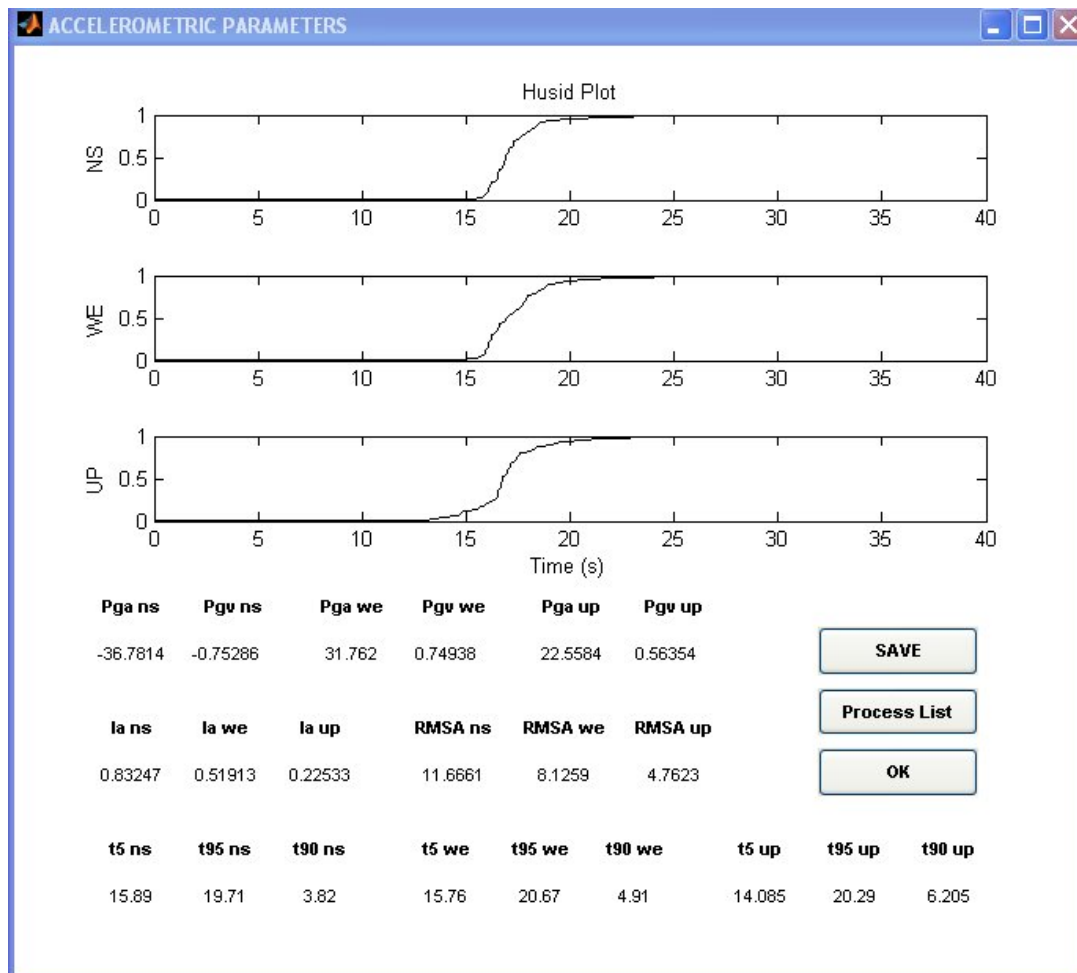 ACCELEROMETRIC PARAMETERS
Husid Plot
NS
1
0.5
0
0 5 10 15 20 25 30 35 40
WE
1
0.5
0
0 5 10 15 20 25 30 35 40
UP
1
0.5
0
0 5 10 15 20 25 30 35 40
Time (s)
Pga ns Pgv ns Pga we Pgv we Pga up Pgv up
-36.7814 -0.75286 31.762 0.74938 22.5584 0.56354
SAVE
Process List
Ia ns Ia we Ia up RMSA ns RMSA we RMSA up
0.83247 0.51913 0.22533 11.6661 8.1259 4.7623
OK
t5 ns t95 ns t90 ns t5 we t95 we t90 we t5 up t95 up t90 up
15.89 19.71 3.82 15.76 20.67 4.91 14.085 20.29 6.205